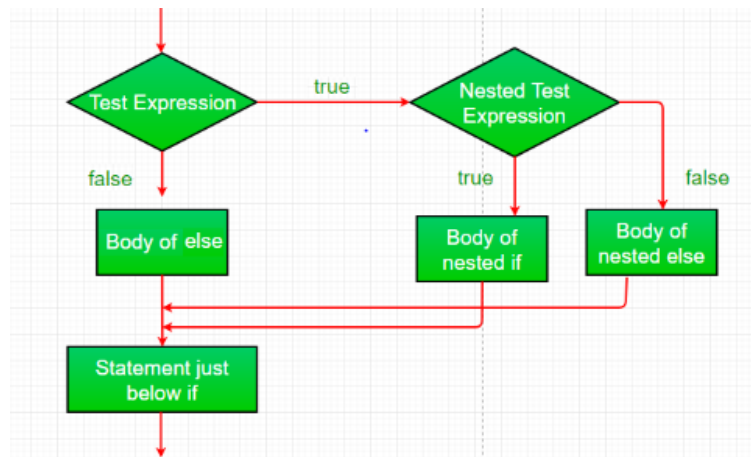 Test Expression
true
Nested Test
Expression
false
true
false
Body of else
Body of
nested if
Body of
nested else
Statement just
below if